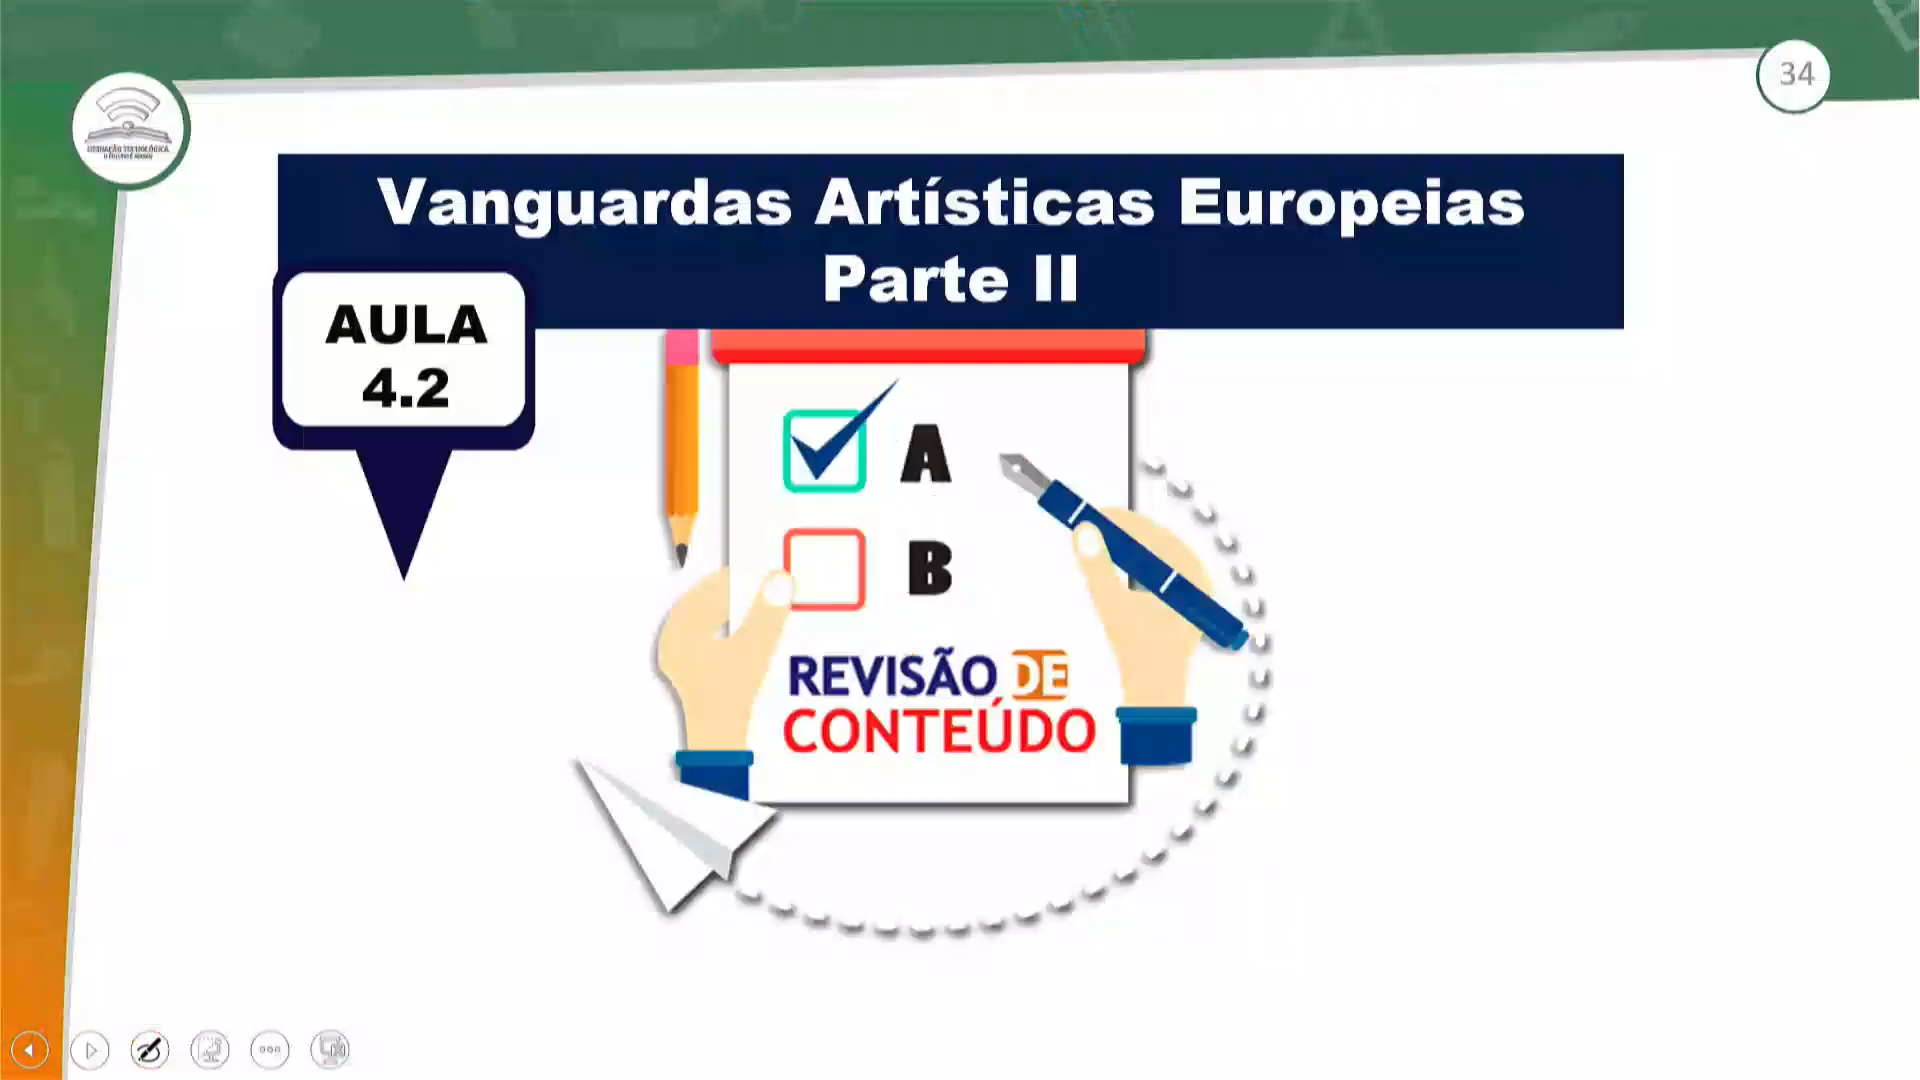 34
Vanguardas Artísticas Europeias
Parte II
AULA
4.2
A
B
REVISÃO DE
CONTEÚDO